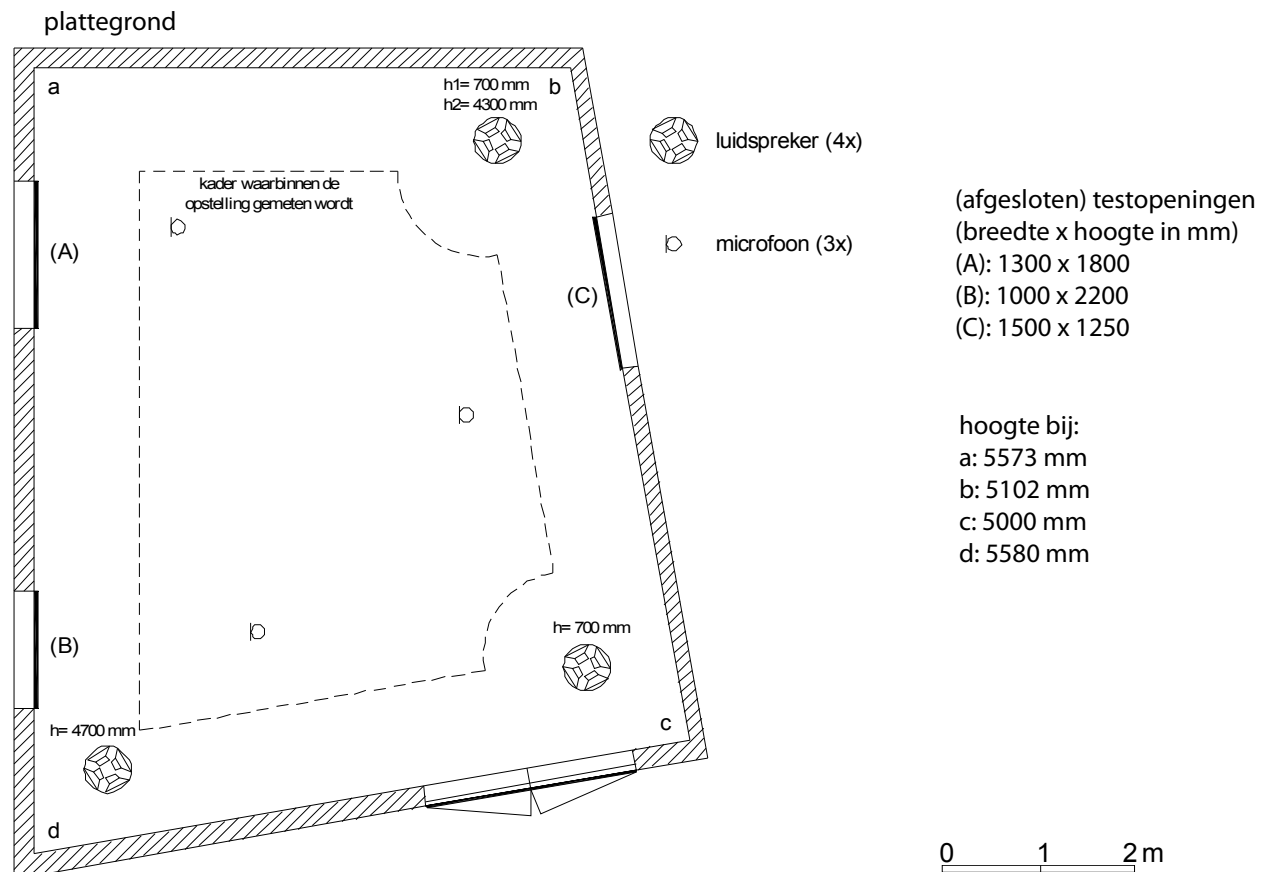 plattegrond
a
h1= 700 mm
h2= 4300 mm
b
luidspreker (4x)
kader waarbinnen de
opstelling gemeten wordt
(A)
microfoon (3x)
(C)
(afgesloten) testopeningen
(breedte x hoogte in mm)
(A): 1300 x 1800
(B): 1000 x 2200
(C): 1500 x 1250
hoogte bij:
a: 5573 mm
b: 5102 mm
c: 5000 mm
d: 5580 mm
(B)
h= 700 mm
h= 4700 mm
c
d
0 1 2 m